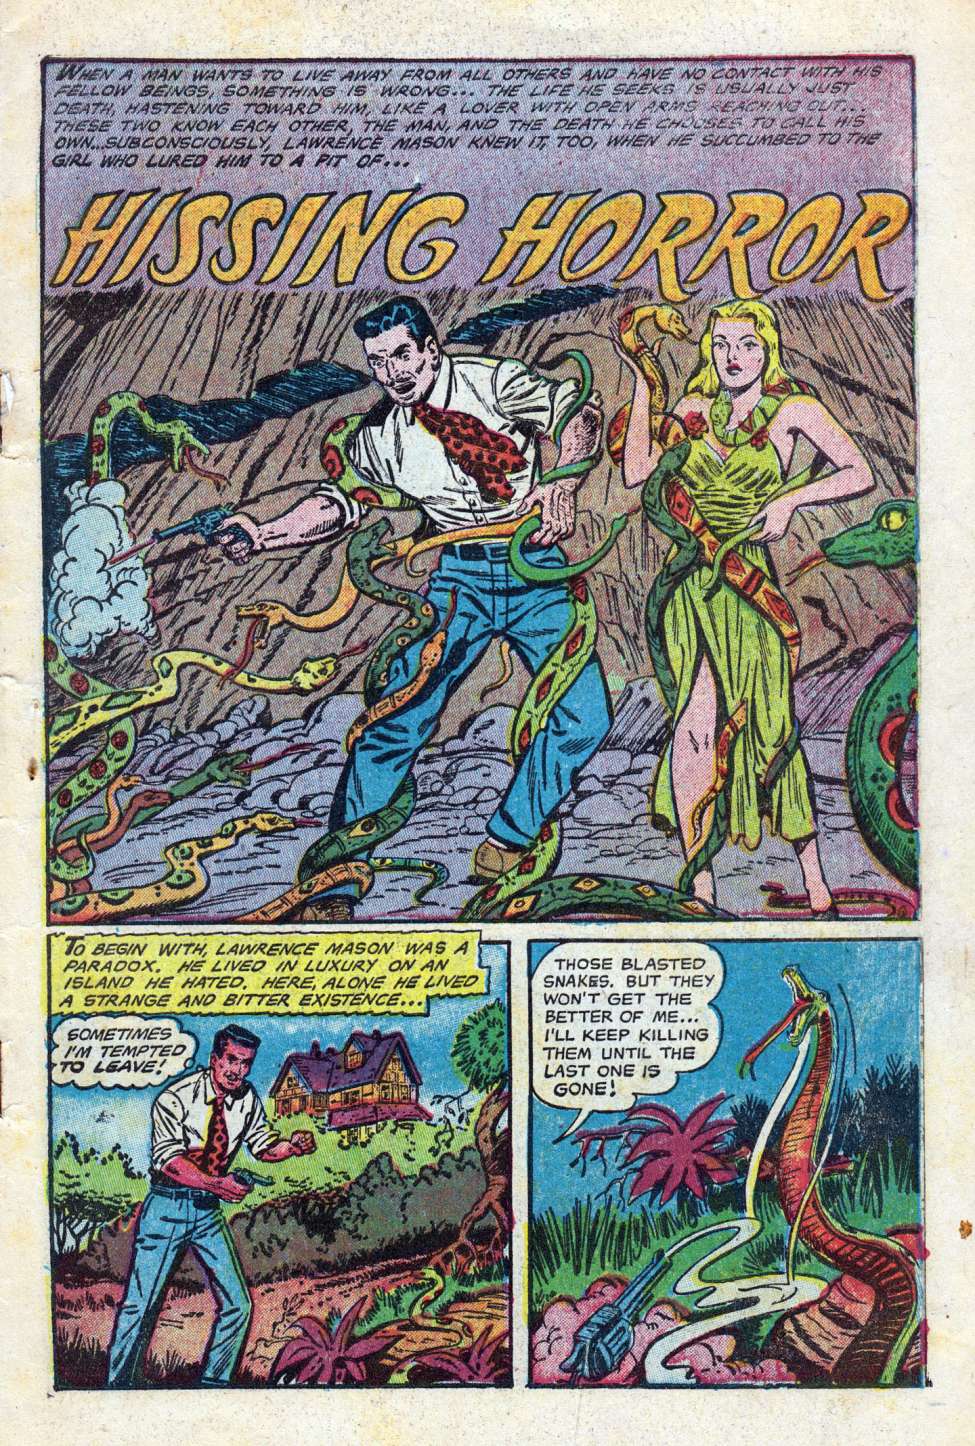 WHEN A MAN WANTS TO LIVE AWAY FROM ALL OTHERS AND HAVE NO CONTACT WITH HIS
FELLOW BEINGS, SOMETHING IS WRONG... THE LIFE HE SEEKS IS USUALLY JUST
DEATH, HASTENING TOWARD HIM, LIKE A LOVER WITH OPEN ARMS REACHING OUT...
THESE TWO KNOW EACH OTHER, THE MAN, AND THE DEATH HE CHOOSES TO CALL HIS
OWN...SUBCONSCIOUSLY, LAWRENCE MASON KNEW IT, TOO, WHEN HE SUCCUMBED TO THE
GIRL WHO LURED HIM TO A PIT OF...
HISSING HORROR
TO BEGIN WITH, LAWRENCE MASON WAS A
PARADOX. HE LIVED IN LUXURY ON AN
ISLAND HE HATED. HERE, ALONE HE LIVED
A STRANGE AND BITTER EXISTENCE...
SOMETIMES
I'M TEMPTED
TO LEAVE!
THOSE BLASTED
SNAKES. BUT THEY
WON'T GET THE
BETTER OF ME...
I'LL KEEP KILLING
THEM UNTIL THE
LAST ONE IS
GONE!